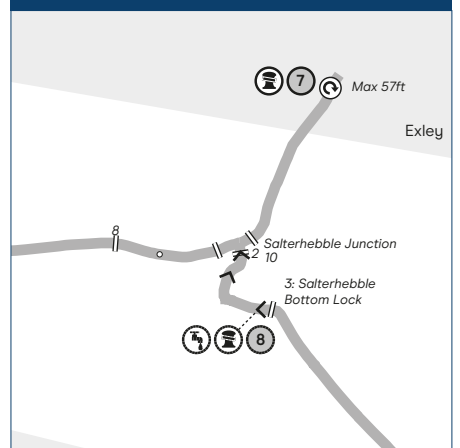 7
Max 57ft
Exley
8
2
Salterhebble Junction
10
3: Salterhebble
Bottom Lock
8